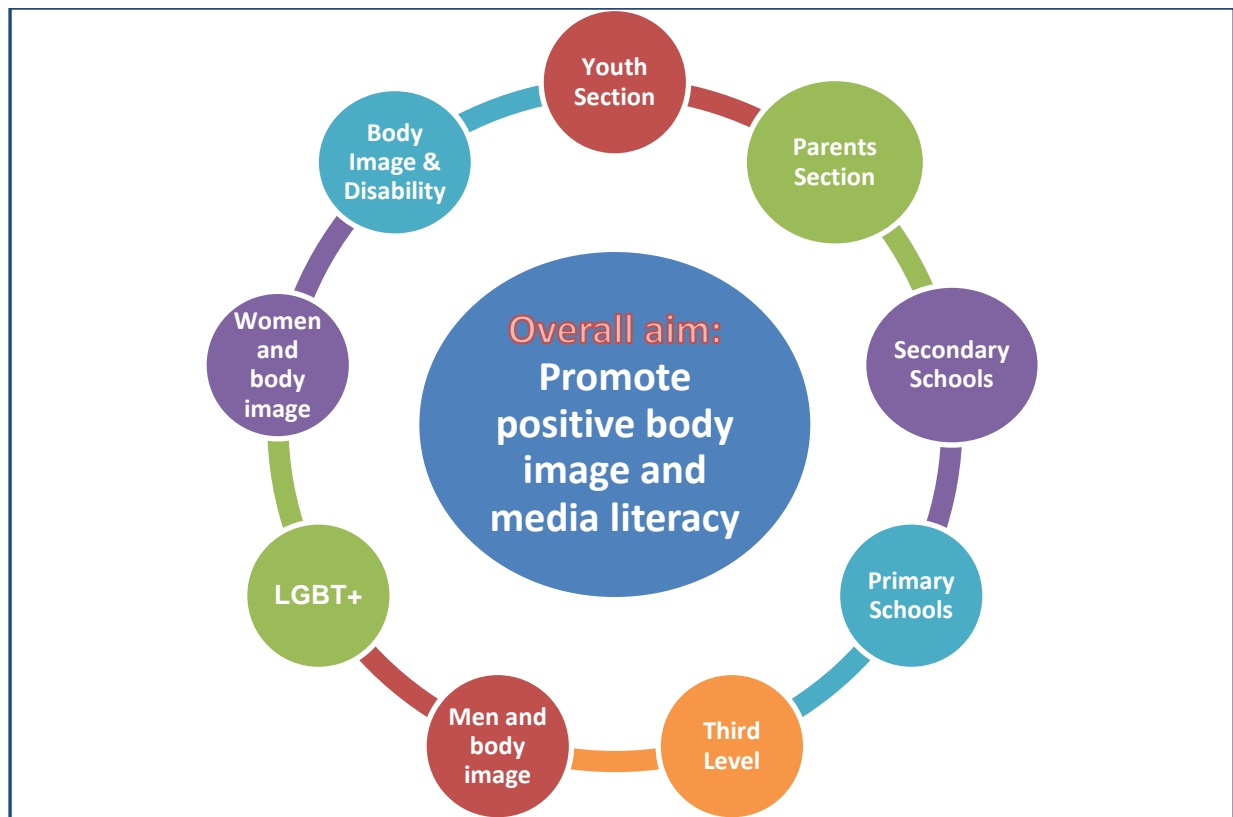 Youth
Section
Parents
Section
Secondary
Schools
Primary
Schools
Third
Level
Men and
body
image
LGBT+
Women
and
body
image
Body
Image &
Disability
Overall aim:
Promote
positive body
image and
media literacy